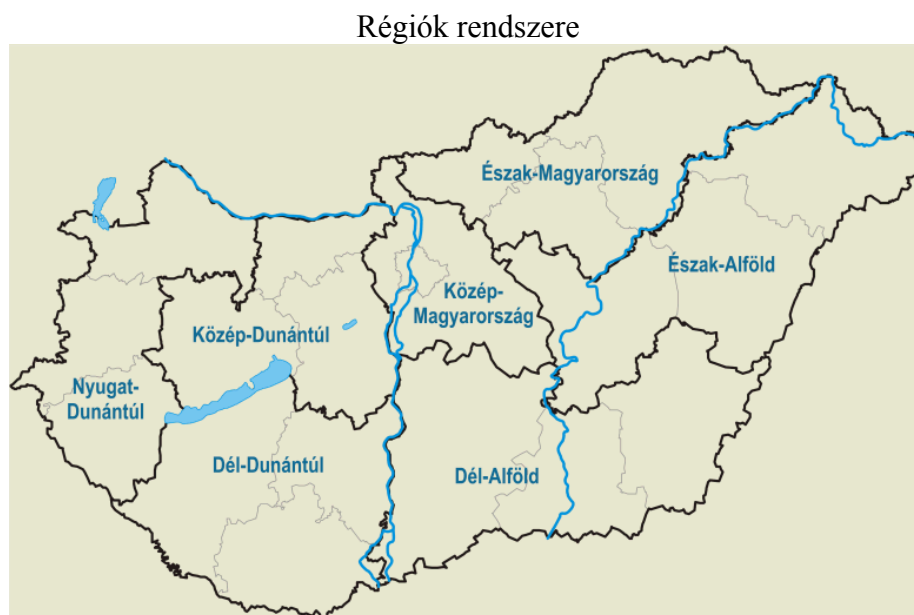 Régiók rendszere
Észak-Magyarország
Észak-Alföld
Közép-
Magyarország
Közép-Dunántúl
Nyugat-
Dunántúl
Dél-Dunántúl
Dél-Alföld